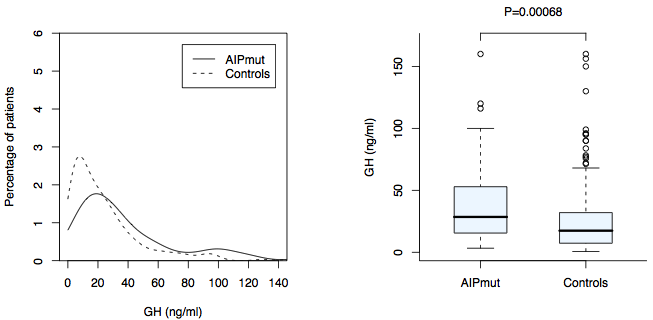 P=0.00068
6
5
4
3
2
1
0
Percentage of patients
AIPmut
Controls
0 20 40 60 80 100 120 140
GH (ng/ml)
150
100
50
0
GH (ng/ml)
AIPmut Controls